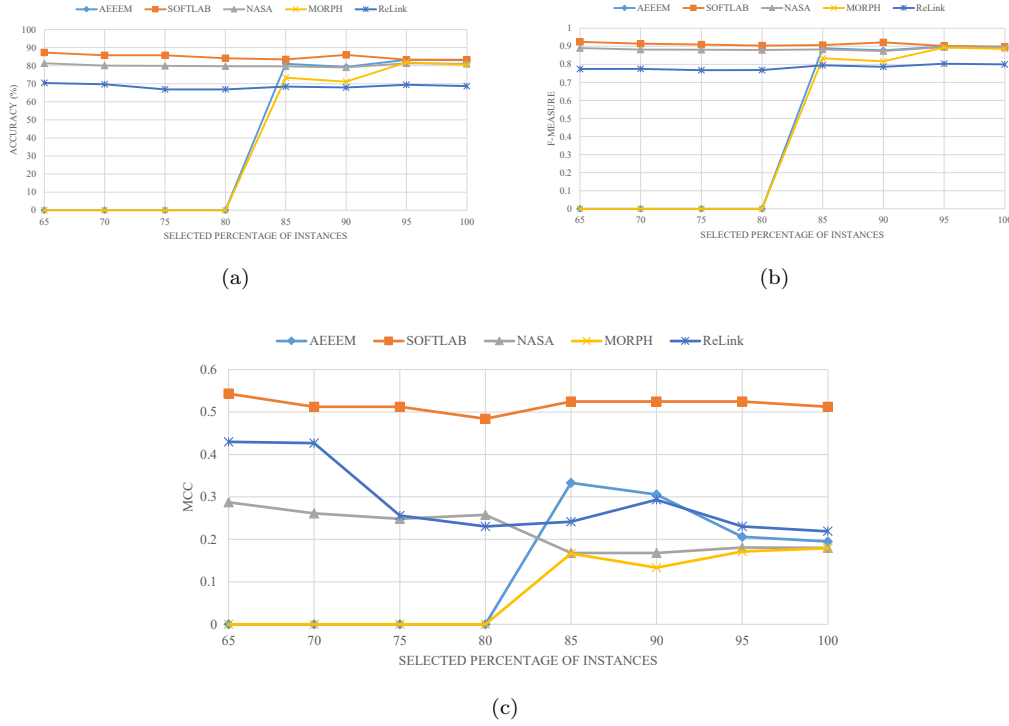 AEEEM SOFTLAB NASA MORPH ReLink
100
90
80
70
60
50
40
30
20
10
0
ACCURACY (%)
65 70 75 80 85 90 95 100
SELECTED PERCENTAGE OF INSTANCES
(a)
AEEEM SOFTLAB NASA MORPH ReLink
1
0.9
0.8
0.7
0.6
0.5
0.4
0.3
0.2
0.1
0
F-MEASURE
65 70 75 80 85 90 95 100
SELECTED PERCENTAGE OF INSTANCES
(b)
AEEEM SOFTLAB NASA MORPH ReLink
0.6
0.5
0.4
0.3
0.2
0.1
0
MCC
65 70 75 80 85 90 95 100
SELECTED PERCENTAGE OF INSTANCES
(c)